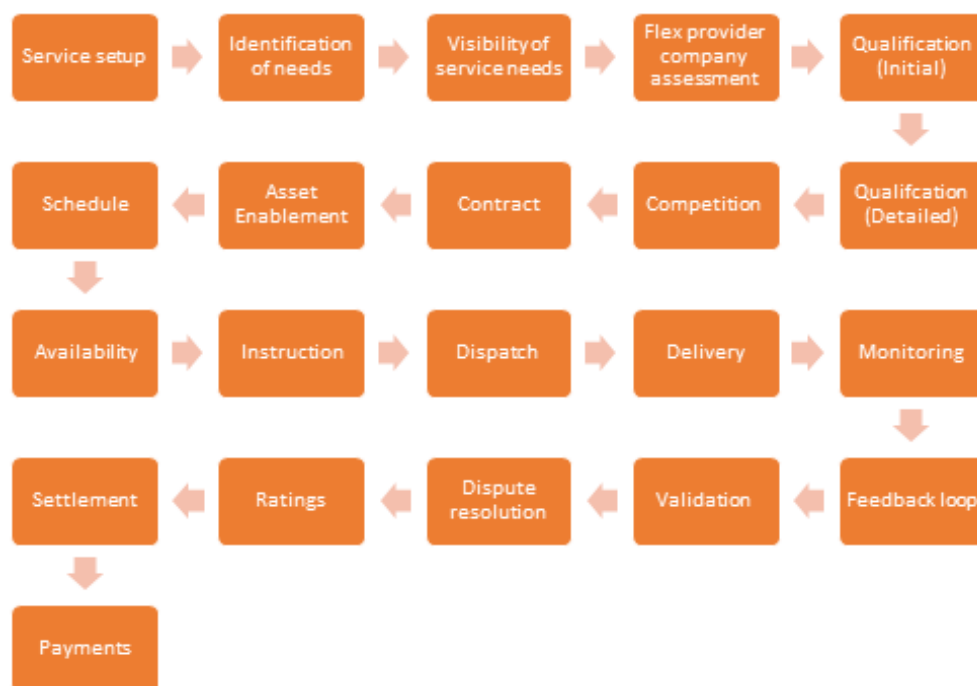 Service setup
Identification
of needs
Visibility of
service needs
Flex provider
company
assessment
Qualification
(Initial)
Qualifcation
(Detailed)
Competition
Contract
Asset
Enablement
Schedule
Availability
Instruction
Dispatch
Delivery
Monitoring
Feedback loop
Validation
Dispute
resolution
Ratings
Settlement
Payments